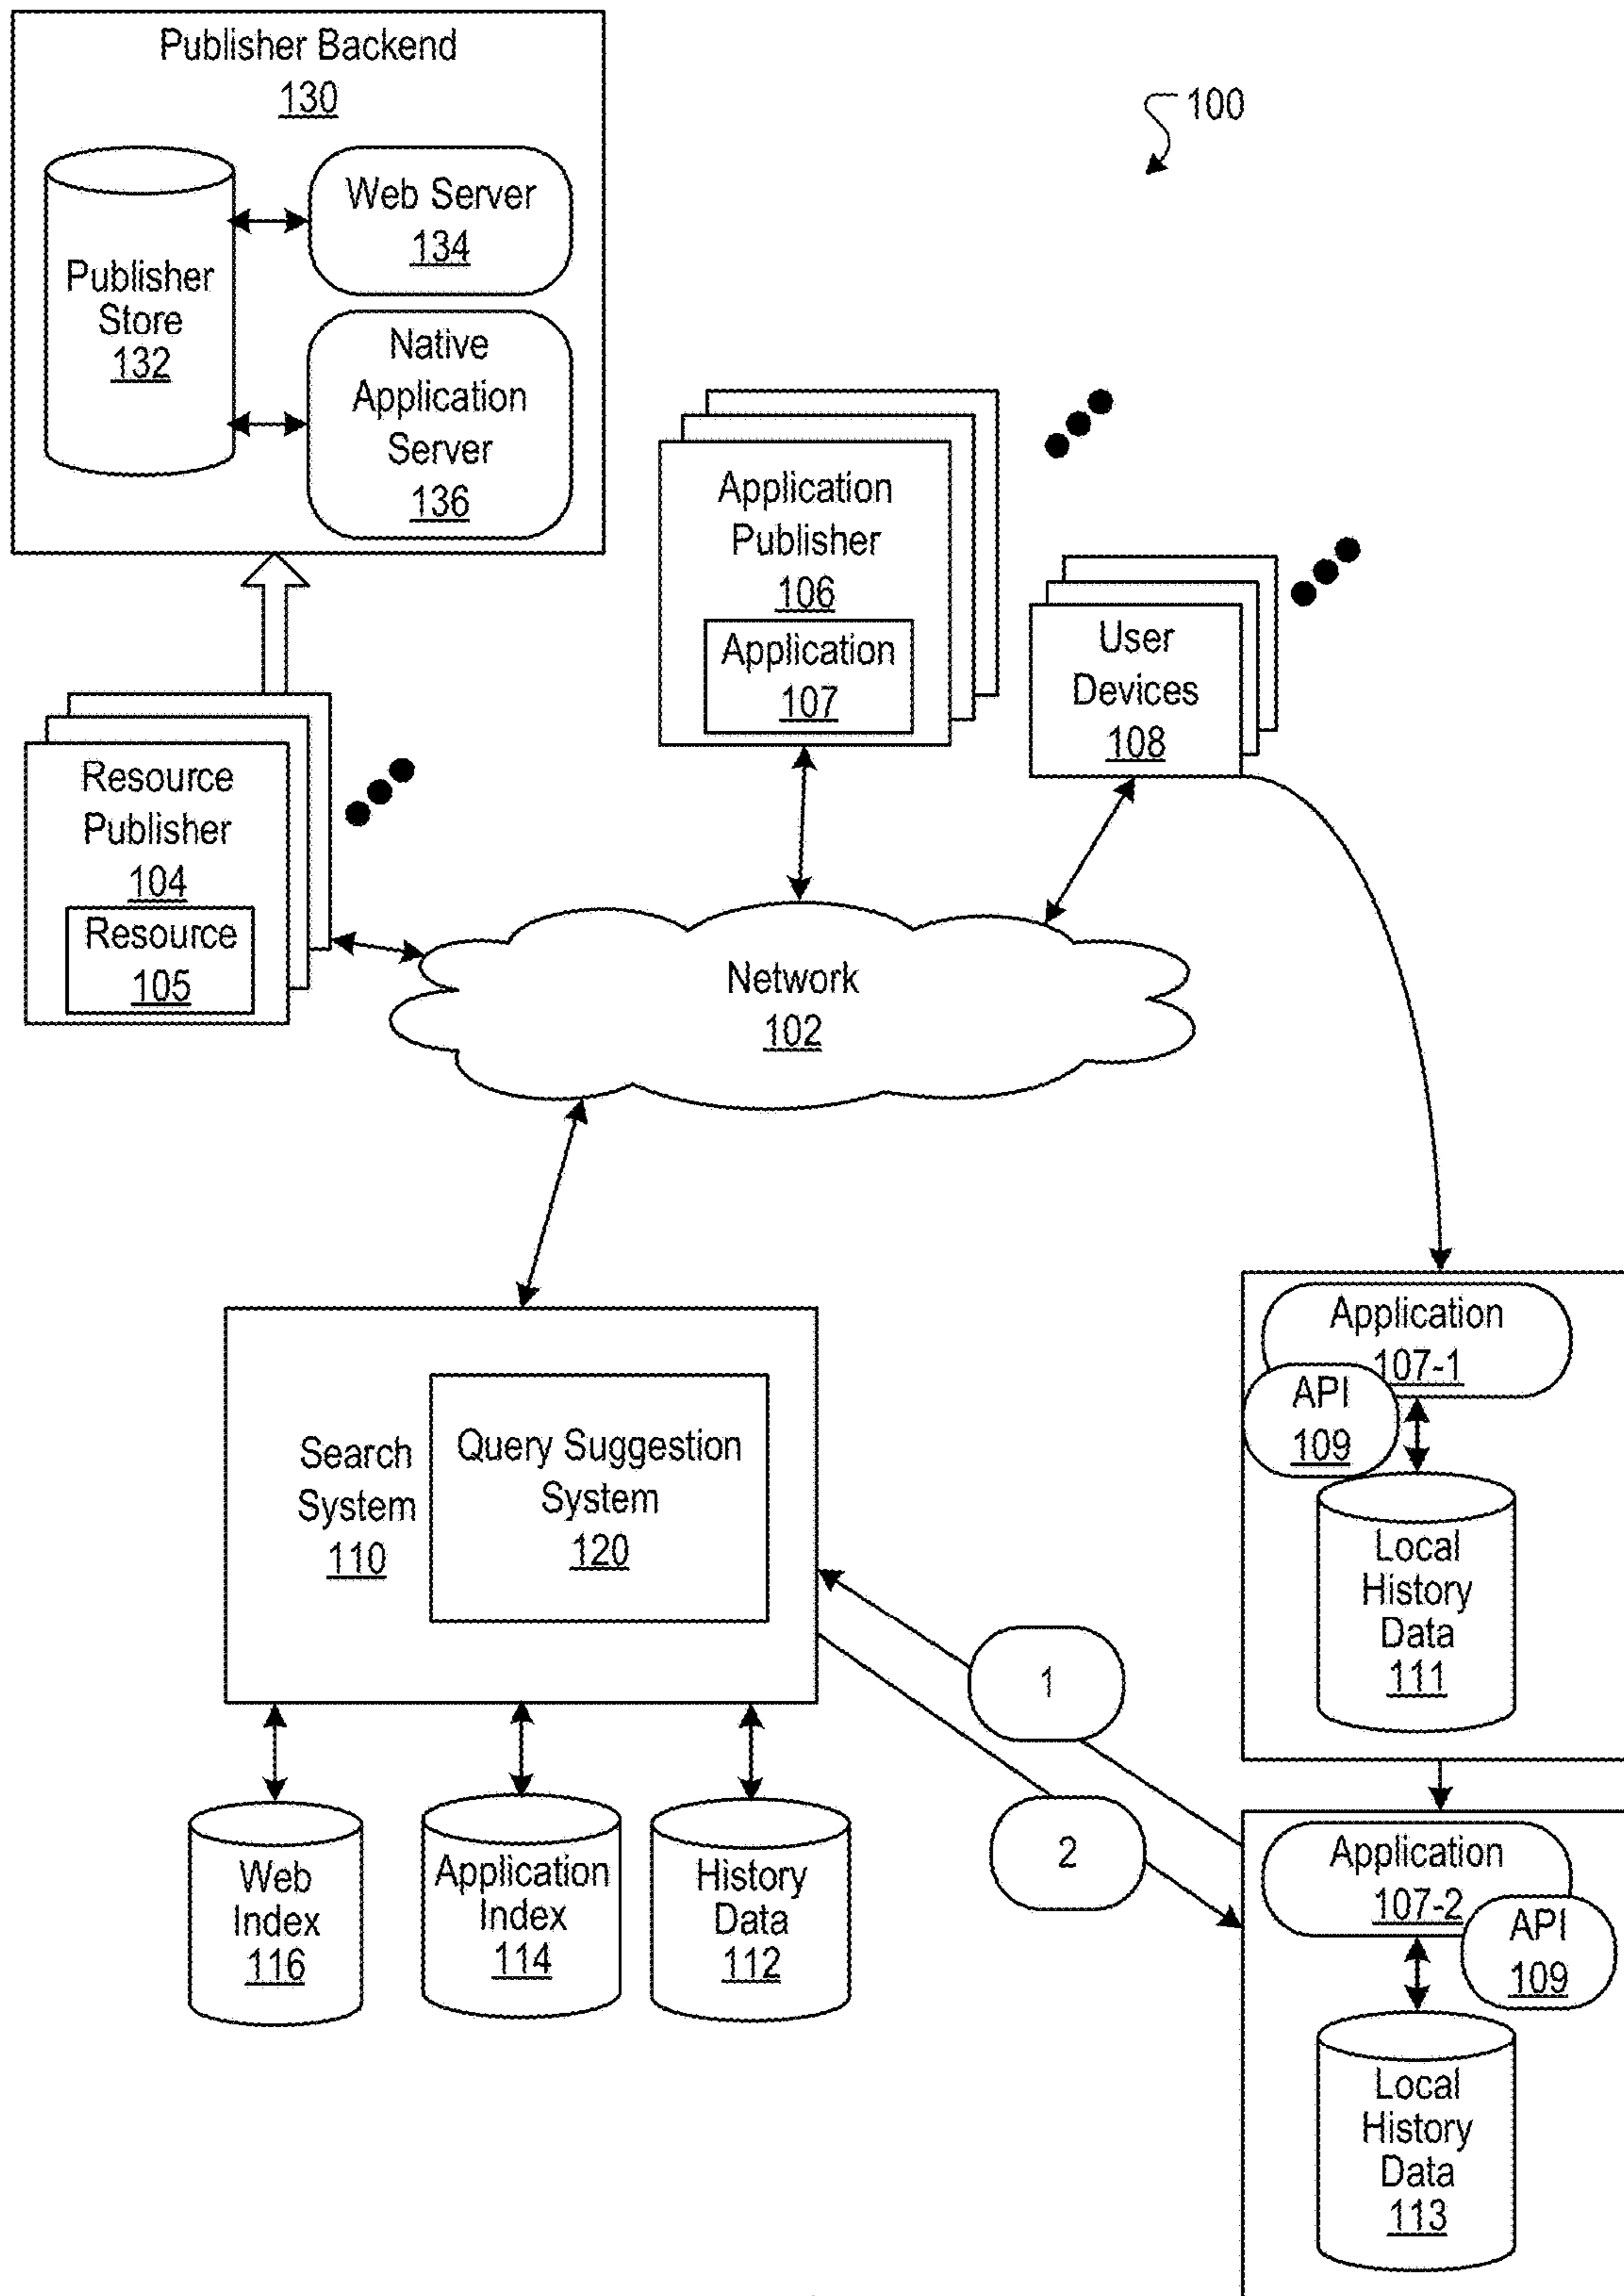 Publisher Backend
130
Publisher
Store
132
Web Server
134
Native
Application
Server
136
100
Application
Publisher
106
Application
107
User
Devices
108
Resource
Publisher
104
Resource
105
Network
102
Search
System
110
Query Suggestion
System
120
Application
107-1
API
109
Local
History
Data
111
1
2
Web
Index
116
Application
Index
114
History
Data
112
Application
107-2
API
109
Local
History
Data
113